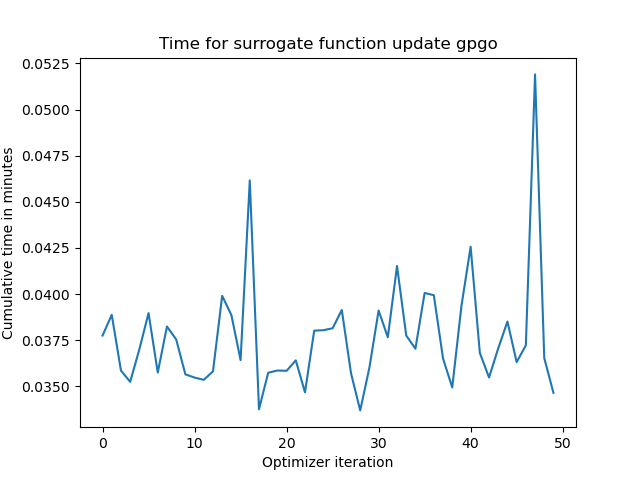 Time for surrogate function update gpgo
Cumulative time in minutes
0.0525
0.0500
0.0475
0.0450
0.0425
0.0400
0.0375
0.0350
0 10 20 30 40 50
Optimizer iteration